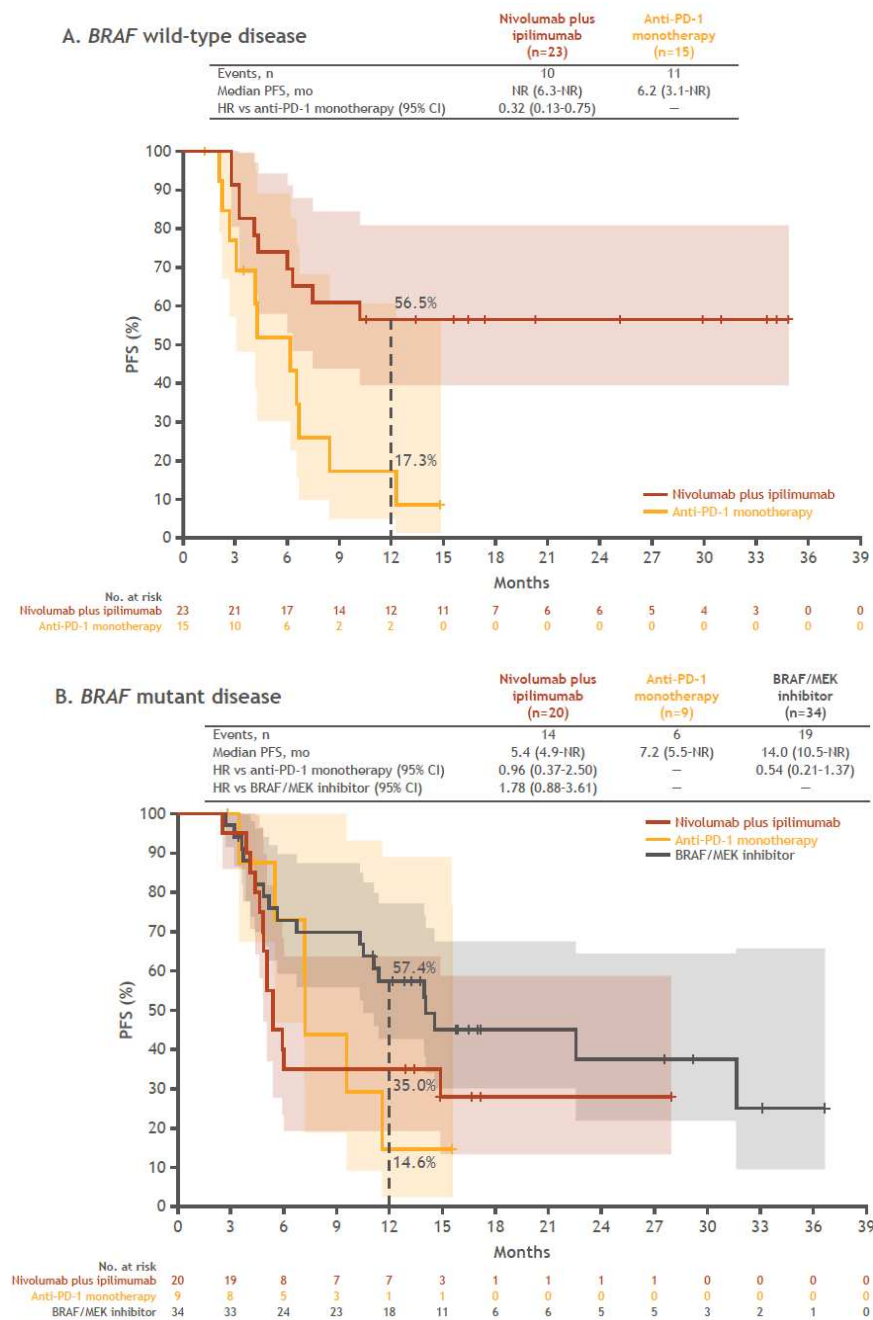 A. BRAF wild-type disease
Nivolumab plus ipilimumab (n=23) Anti-PD-1 monotherapy (n=15)
Events, n 10 11
Median PFS, mo NR (6.3-NR) 6.2 (3.1-NR)
HR vs anti-PD-1 monotherapy (95% CI) 0.32 (0.13-0.75) —
PFS (%)
100
90
80
70
60
50
40
30
20
10
0
56.5%
17.3%
Nivolumab plus ipilimumab
Anti-PD-1 monotherapy
0 3 6 9 12 15 18 21 24 27 30 33 36 39
Months
No. at risk
Nivolumab plus ipilimumab 23 21 17 14 12 11 7 6 6 5 4 3 0 0
Anti-PD-1 monotherapy 15 10 6 2 2 0 0 0 0 0 0 0 0 0
B. BRAF mutant disease
Nivolumab plus ipilimumab (n=20) Anti-PD-1 monotherapy (n=9) BRAF/MEK inhibitor (n=34)
Events, n 14 6 19
Median PFS, mo 5.4 (4.9-NR) 7.2 (5.5-NR) 14.0 (10.5-NR)
HR vs anti-PD-1 monotherapy (95% CI) 0.96 (0.37-2.50) — 0.54 (0.21-1.37)
HR vs BRAF/MEK inhibitor (95% CI) 1.78 (0.88-3.61) — —
PFS (%)
100
90
80
70
60
50
40
30
20
10
0
Nivolumab plus ipilimumab
Anti-PD-1 monotherapy
BRAF/MEK inhibitor
57.4%
35.0%
14.6%
0 3 6 9 12 15 18 21 24 27 30 33 36 39
Months
No. at risk
Nivolumab plus ipilimumab 20 19 8 7 7 3 1 1 1 1 0 0 0 0
Anti-PD-1 monotherapy 9 8 5 3 1 1 0 0 0 0 0 0 0 0
BRAF/MEK inhibitor 34 33 24 23 18 11 6 6 5 5 3 2 1 0